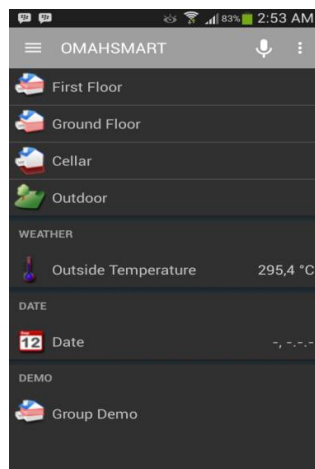 83% 2:53 AM
OMAHSMART
First Floor
Ground Floor
Cellar
Outdoor
WEATHER
Outside Temperature 295,4 °C
DATE
12 Date -, -.-.-
DEMO
Group Demo